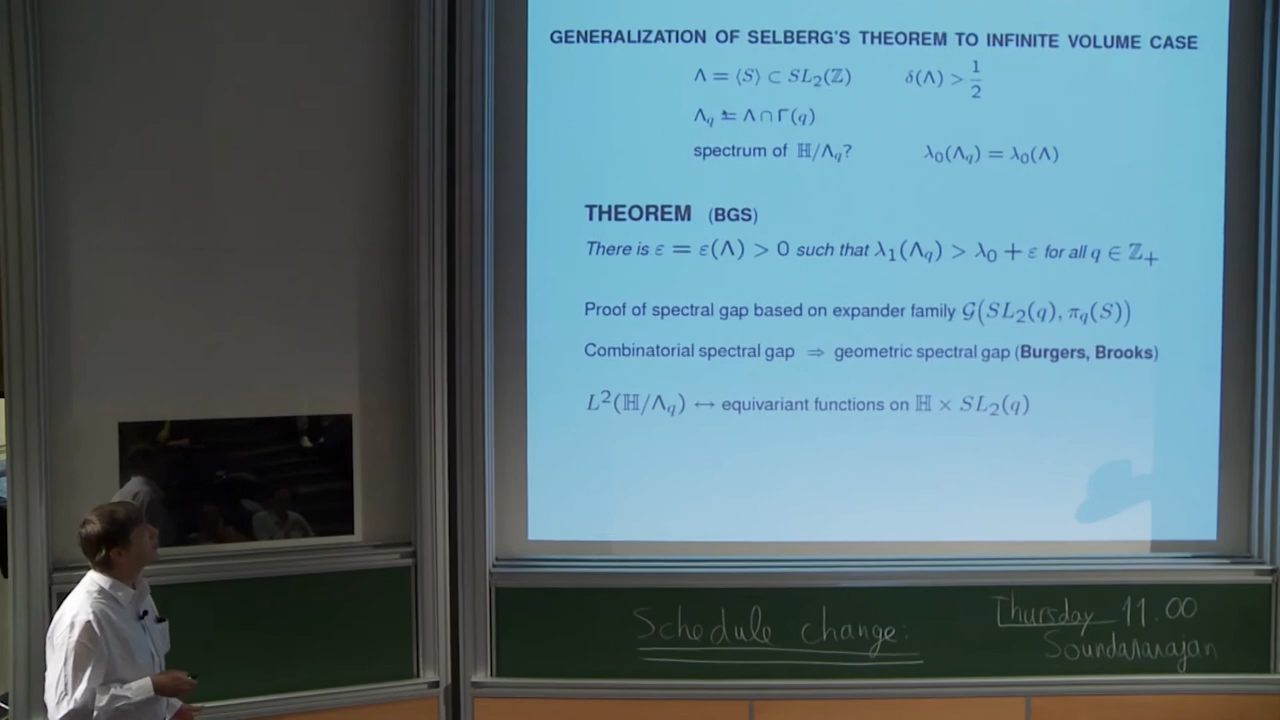 GENERALIZATION OF SELBERG'S THEOREM TO INFINITE VOLUME CASE
Λ = ⟨S⟩ ⊂ SL₂(ℤ) δ(Λ) > 1/2
Λ_q = Λ ∩ Γ(q)
spectrum of ℍ/Λ_q? λ₀(Λ_q) = λ₀(Λ)
THEOREM (BGS)
There is ε = ε(Λ) > 0 such that λ₁(Λ_q) > λ₀ + ε for all q ∈ ℤ₊
Proof of spectral gap based on expander family 𝒢(SL₂(q), π_q(S))
Combinatorial spectral gap ⇒ geometric spectral gap (Burgers, Brooks)
L²(ℍ/Λ_q) ↔ equivariant functions on ℍ × SL₂(q)
Schedule change: Thursday 11.00
Soundararajan